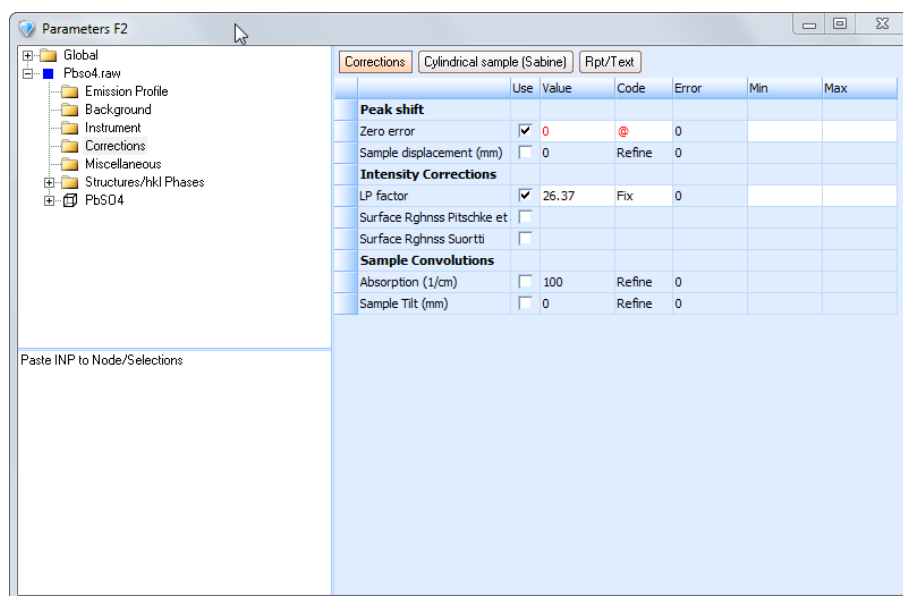 Parameters F2
Global
Pbso4.raw
Emission Profile
Background
Instrument
Corrections
Miscellaneous
Structures/hkl Phases
PbSO4
Paste INP to Node/Selections
Corrections Cylindrical sample (Sabine) Rpt/Text
Use Value Code Error Min Max
Peak shift
Zero error 0 @ 0
Sample displacement (mm) 0 Refine 0
Intensity Corrections
LP factor 26.37 Fix 0
Surface Rghnss Pitschke et
Surface Rghnss Suortti
Sample Convolutions
Absorption (1/cm) 100 Refine 0
Sample Tilt (mm) 0 Refine 0